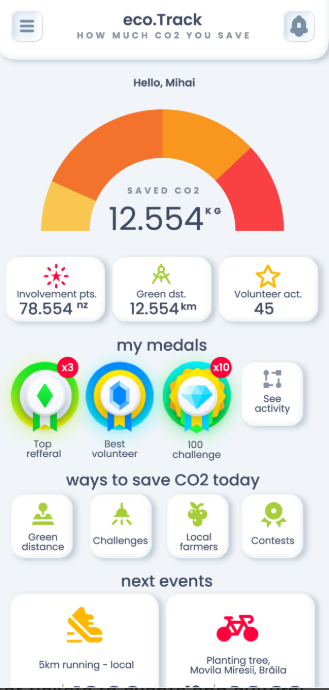 eco.Track
HOW MUCH CO2 YOU SAVE
Hello, Mihai
SAVED CO2
12.554 KG
Involvement pts.
78.554 nz
Green dst.
12.554 km
Volunteer act.
45
my medals
x3
x10
Top
refferal
Best
volunteer
100
challenge
See
activity
ways to save CO2 today
Green
distance
Challenges
Local
farmers
Contests
next events
5km running - local
Planting tree,
Movila Miresii, Brăila